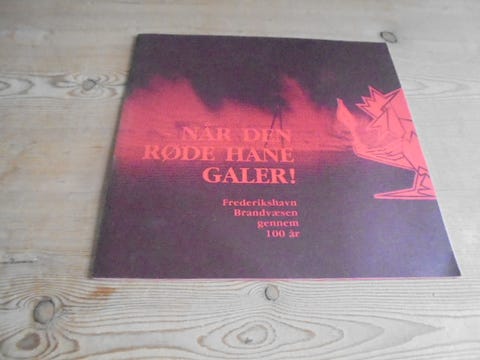 NÅR DEN
RØDE HANE
GALER!
Frederikshavn
Brandvæsen
gennem
100 år